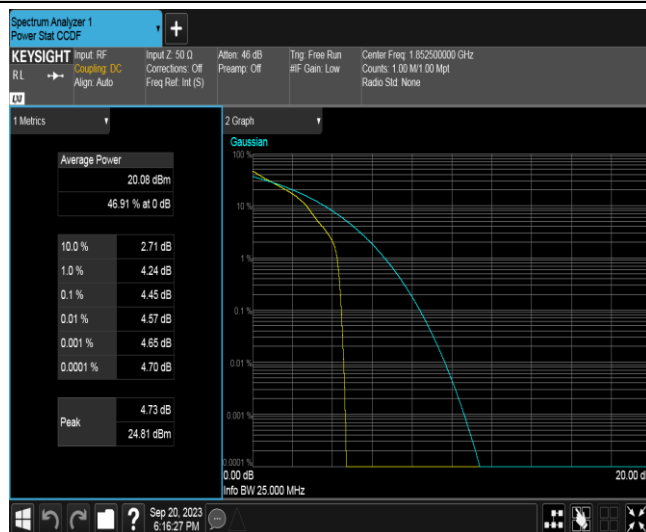 Spectrum Analyzer 1
Power Stat CCDF
+
KEYSIGHT
RL
LXI
Input: RF
Coupling: DC
Align: Auto
Input Z: 50 Ω
Corrections: Off
Freq Ref: Int (S)
Atten: 46 dB
Preamp: Off
Trig: Free Run
#IF Gain: Low
Center Freq: 1.852500000 GHz
Counts: 1.00 M/1.00 Mpt
Radio Std: None
1 Metrics
Average Power
20.08 dBm
46.91 % at 0 dB
10.0 % 2.71 dB
1.0 % 4.24 dB
0.1 % 4.45 dB
0.01 % 4.57 dB
0.001 % 4.65 dB
0.0001 % 4.70 dB
Peak
4.73 dB
24.81 dBm
2 Graph
Gaussian
100 %
10 %
1 %
0.1 %
0.01 %
0.001 %
0.0001 %
0.00 dB
20.00 d
Info BW 25.000 MHz
?
Sep 20, 2023
6:16:27 PM